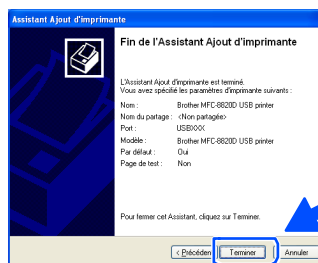 Assistant Ajout d'imprimante
Fin de l'Assistant Ajout d'imprimante
L'Assistant Ajout d'imprimante est terminé.
Vous avez spécifié les paramètres d'imprimante suivants :
Nom : Brother MFC-8820D USB printer
Nom du partage : <Non partagée>
Port : USBXXX
Modèle : Brother MFC-8820D USB printer
Par défaut : Oui
Page de test : Non
Pour fermer cet Assistant, cliquez sur Terminer.
< Précéden Terminer Annuler